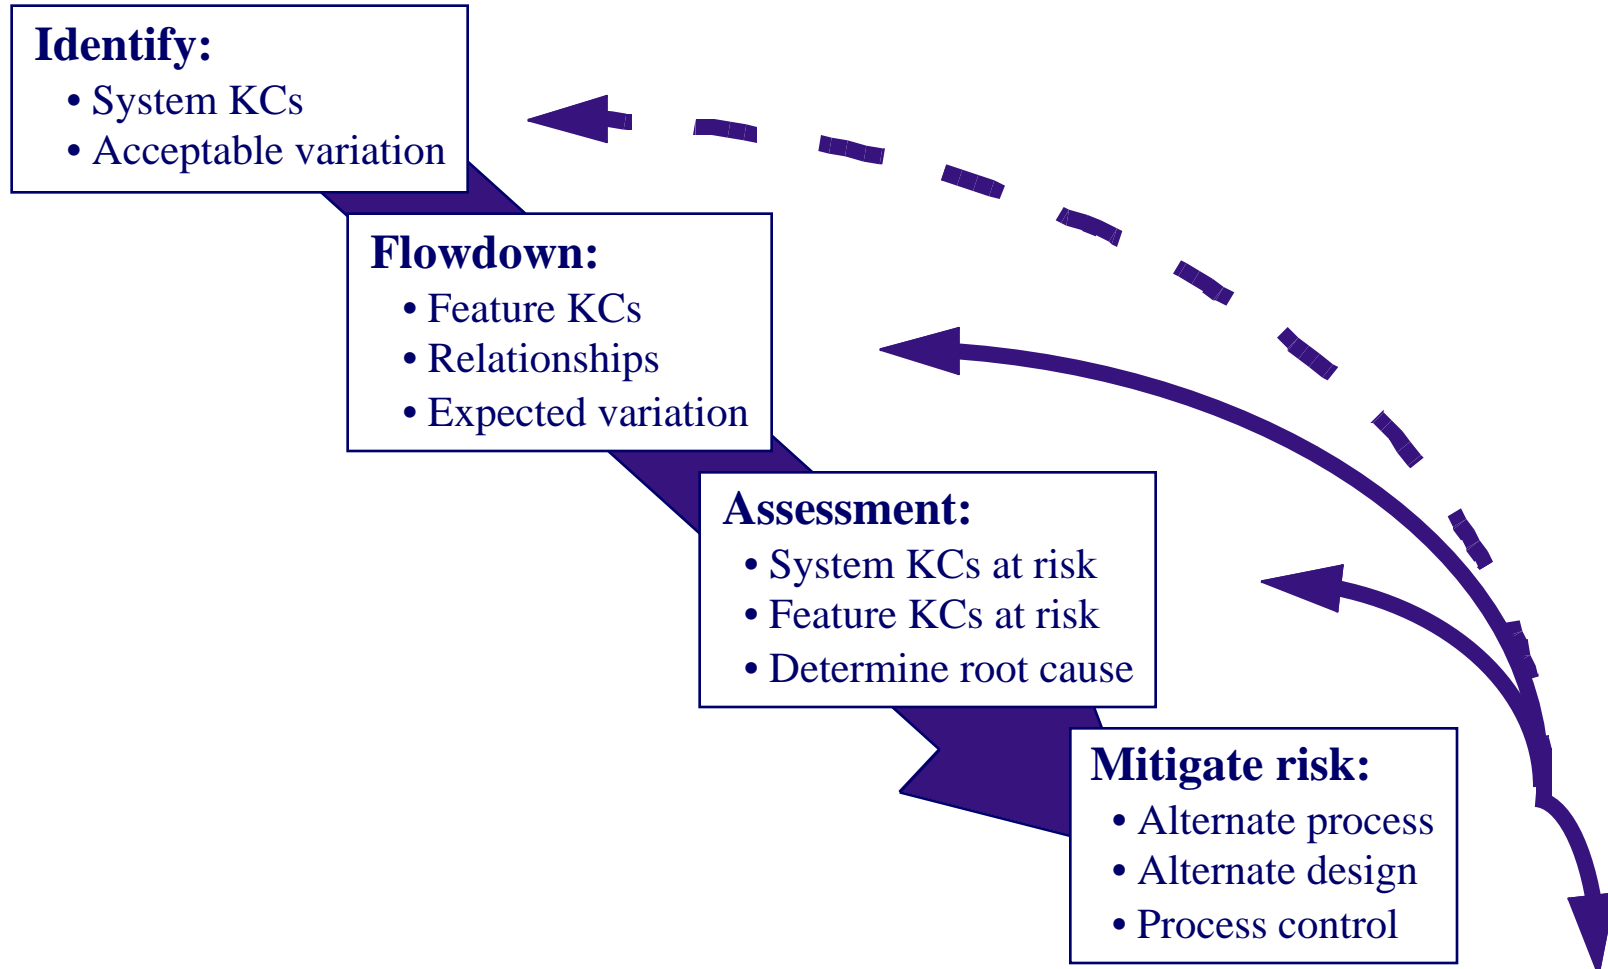 Identify:
• System KCs
• Acceptable variation
Flowdown:
• Feature KCs
• Relationships
• Expected variation
Assessment:
• System KCs at risk
• Feature KCs at risk
• Determine root cause
Mitigate risk:
• Alternate process
• Alternate design
• Process control